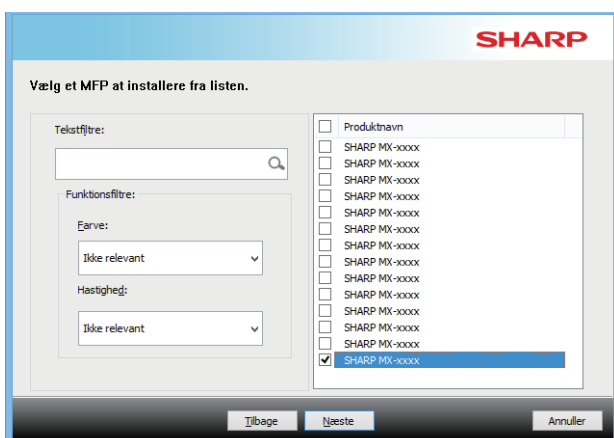 SHARP
Vælg et MFP at installere fra listen.
Tekstfiltre:
Funktionsfiltre:
Farve:
Ikke relevant
Hastighed:
Ikke relevant
Produktnavn
SHARP MX-xxxx
SHARP MX-xxxx
SHARP MX-xxxx
SHARP MX-xxxx
SHARP MX-xxxx
SHARP MX-xxxx
SHARP MX-xxxx
SHARP MX-xxxx
SHARP MX-xxxx
SHARP MX-xxxx
SHARP MX-xxxx
SHARP MX-xxxx
SHARP MX-xxxx
SHARP MX-xxxx
Tilbage
Næste
Annuller